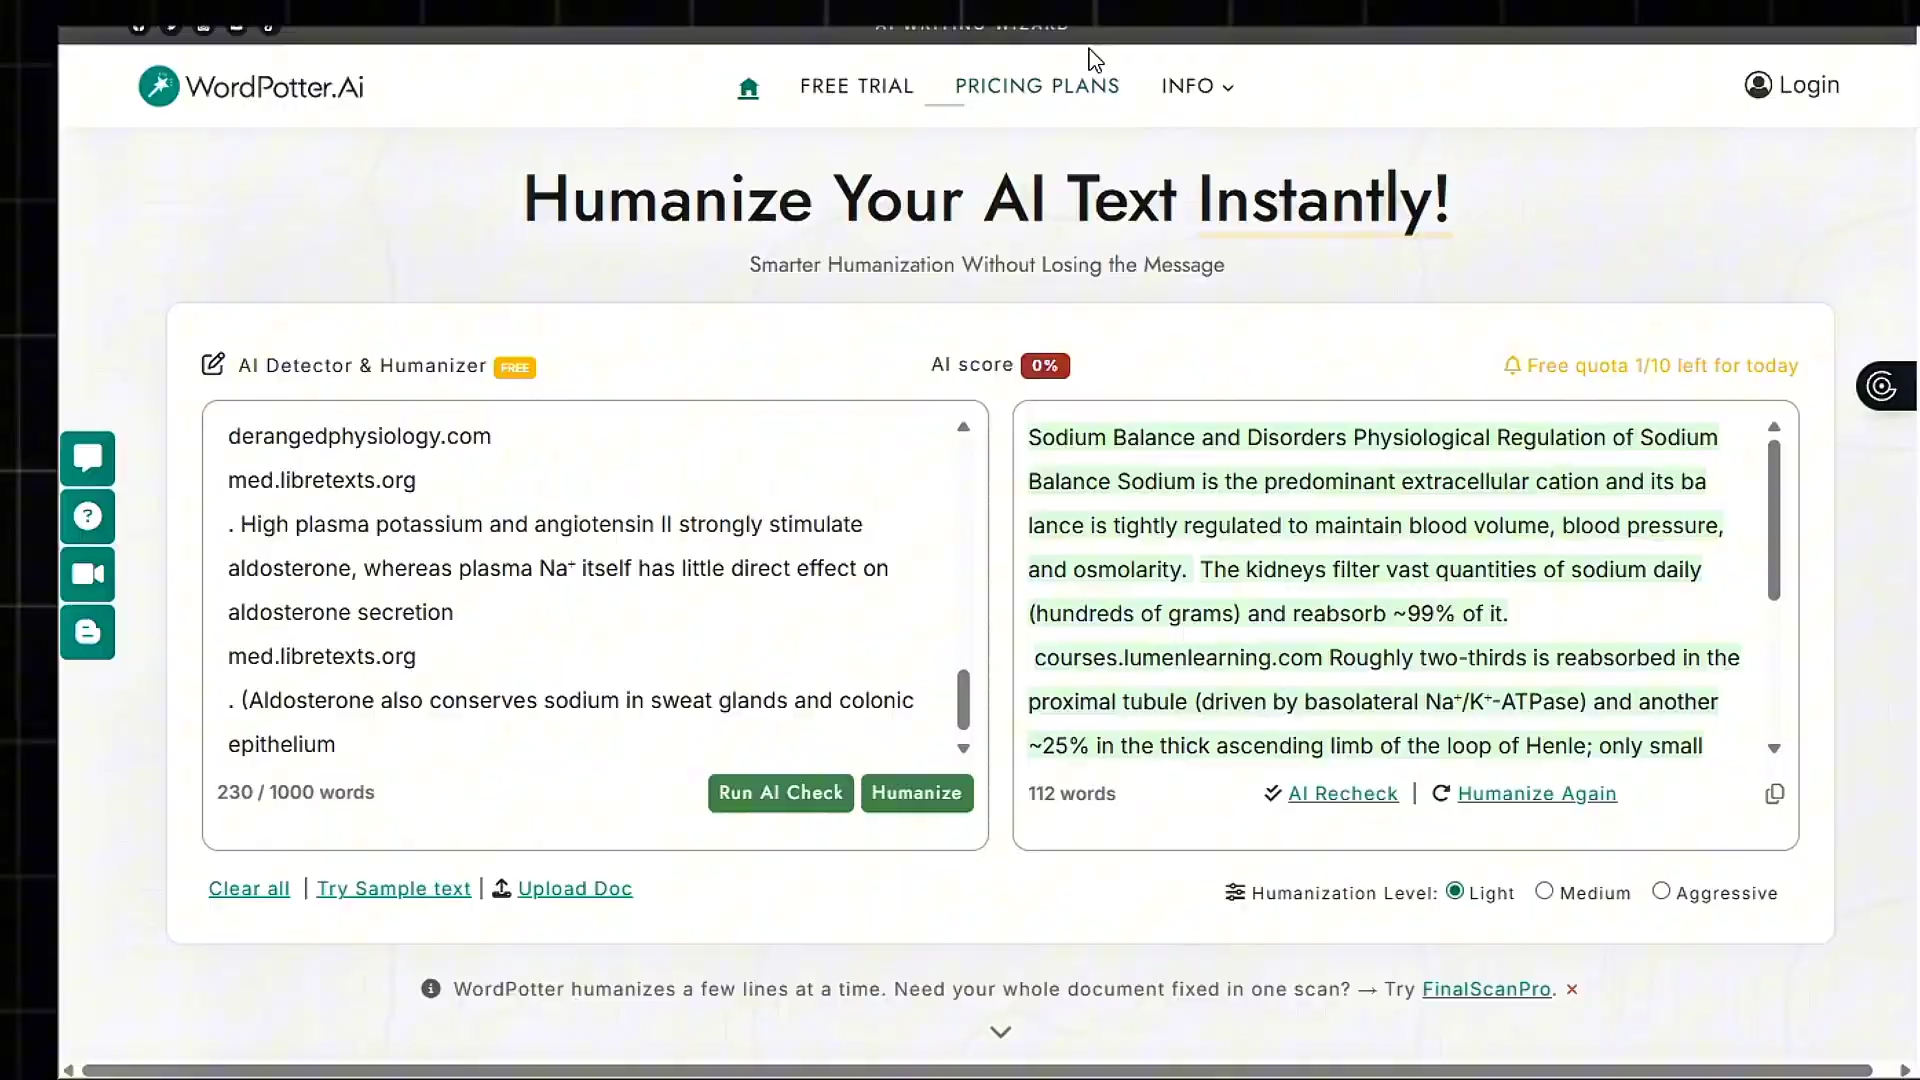 AI WRITING WIZARD
WordPotter.Ai
FREE TRIAL
PRICING PLANS
INFO
Login
Humanize Your AI Text Instantly!
Smarter Humanization Without Losing the Message
AI Detector & Humanizer FREE
AI score 0%
Free quota 1/10 left for today
derangedphysiology.com
med.libretexts.org
. High plasma potassium and angiotensin II strongly stimulate
aldosterone, whereas plasma Na⁺ itself has little direct effect on
aldosterone secretion
med.libretexts.org
. (Aldosterone also conserves sodium in sweat glands and colonic
epithelium
230 / 1000 words
Run AI Check
Humanize
Sodium Balance and Disorders Physiological Regulation of Sodium
Balance Sodium is the predominant extracellular cation and its ba
lance is tightly regulated to maintain blood volume, blood pressure,
and osmolarity. The kidneys filter vast quantities of sodium daily
(hundreds of grams) and reabsorb ~99% of it.
courses.lumenlearning.com Roughly two-thirds is reabsorbed in the
proximal tubule (driven by basolateral Na⁺/K⁺-ATPase) and another
~25% in the thick ascending limb of the loop of Henle; only small
112 words
AI Recheck | Humanize Again
Clear all | Try Sample text | Upload Doc
Humanization Level: Light Medium Aggressive
WordPotter humanizes a few lines at a time. Need your whole document fixed in one scan? → Try FinalScanPro. ×